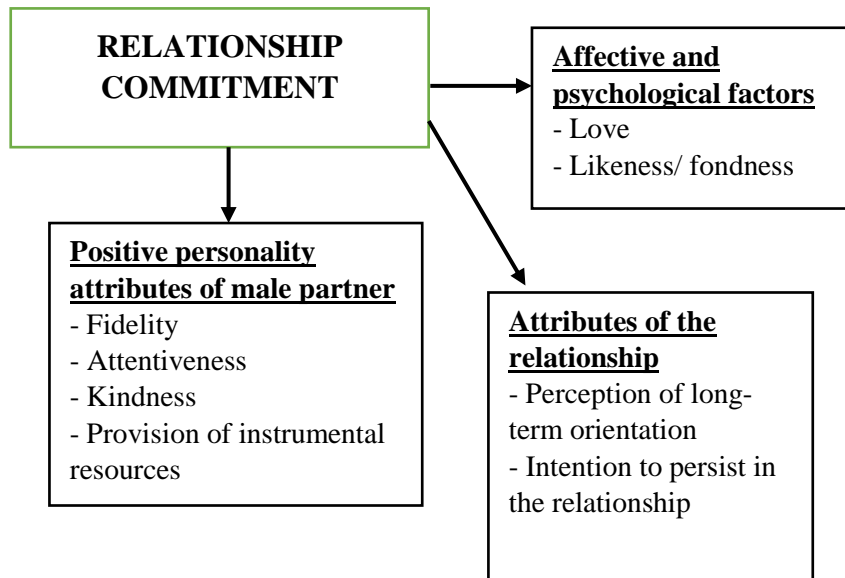 RELATIONSHIP
COMMITMENT
Affective and
psychological factors
- Love
- Likeness/ fondness
Positive personality
attributes of male partner
- Fidelity
- Attentiveness
- Kindness
- Provision of instrumental
resources
Attributes of the
relationship
- Perception of long-
term orientation
- Intention to persist in
the relationship